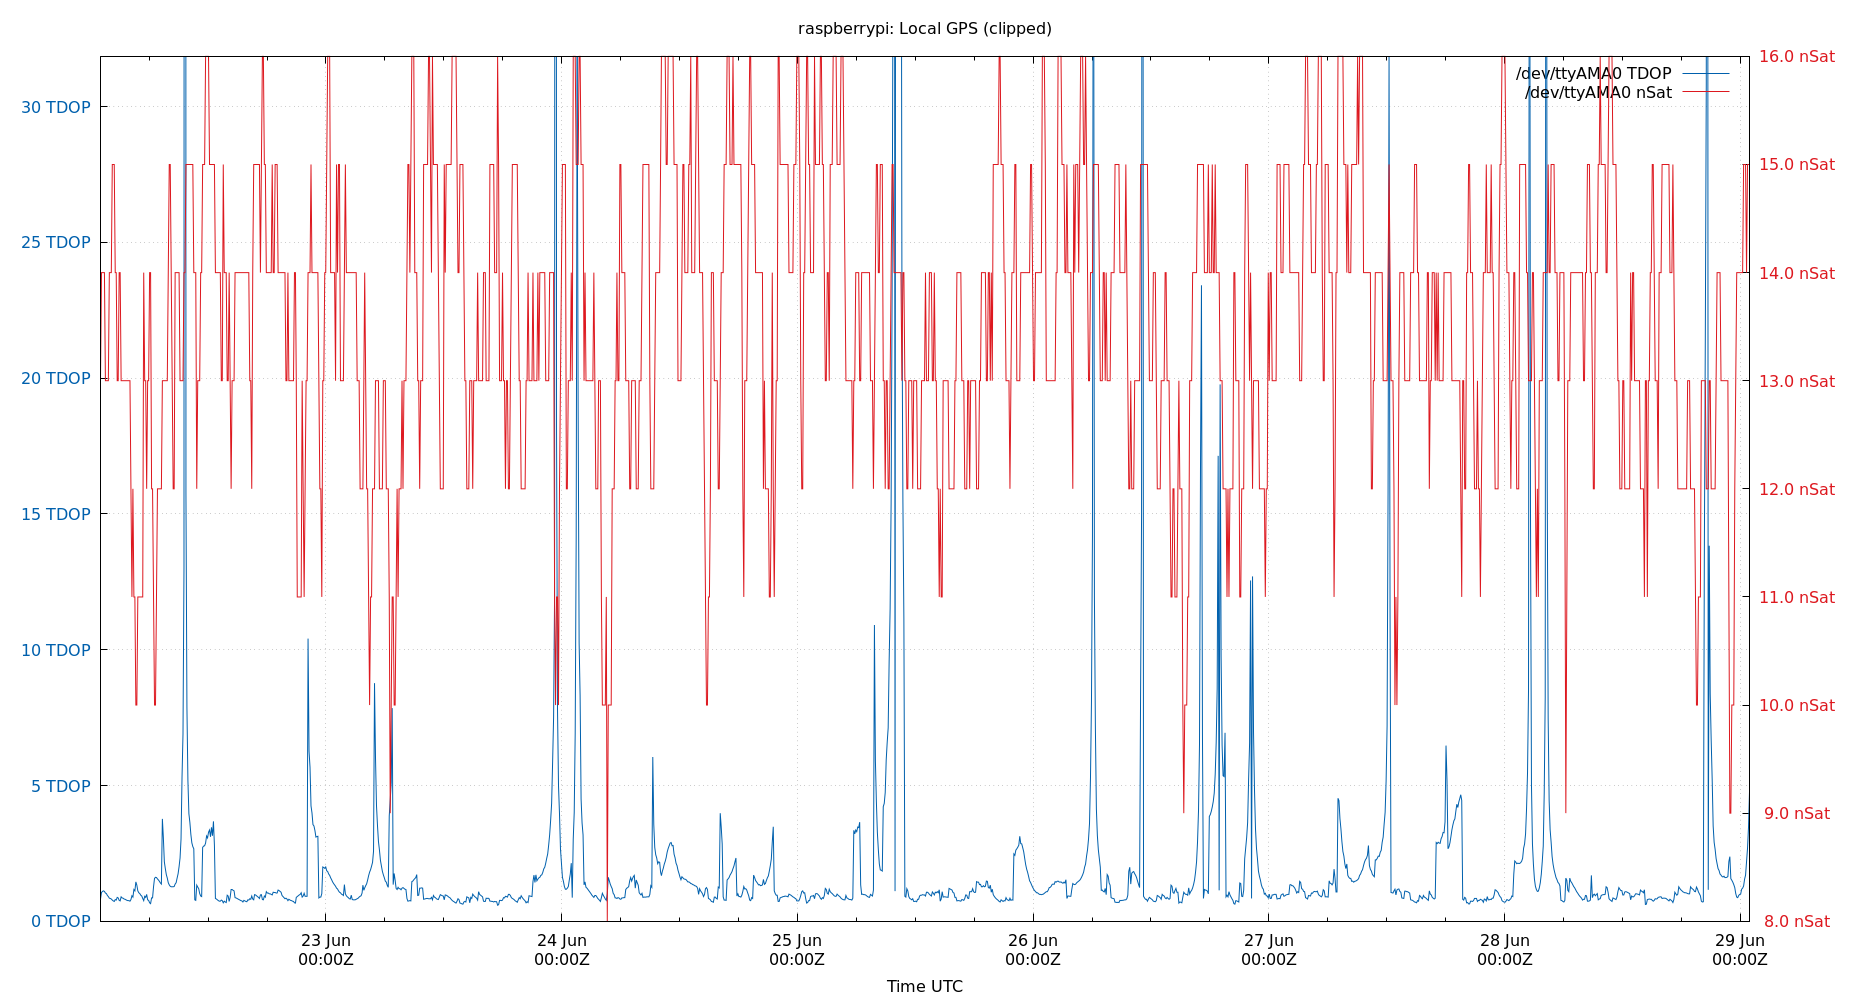 raspberrypi: Local GPS (clipped)
/dev/ttyAMA0 TDOP
/dev/ttyAMA0 nSat
30 TDOP
25 TDOP
20 TDOP
15 TDOP
10 TDOP
5 TDOP
0 TDOP
16.0 nSat
15.0 nSat
14.0 nSat
13.0 nSat
12.0 nSat
11.0 nSat
10.0 nSat
9.0 nSat
8.0 nSat
23 Jun
00:00Z
24 Jun
00:00Z
25 Jun
00:00Z
26 Jun
00:00Z
27 Jun
00:00Z
28 Jun
00:00Z
29 Jun
00:00Z
Time UTC